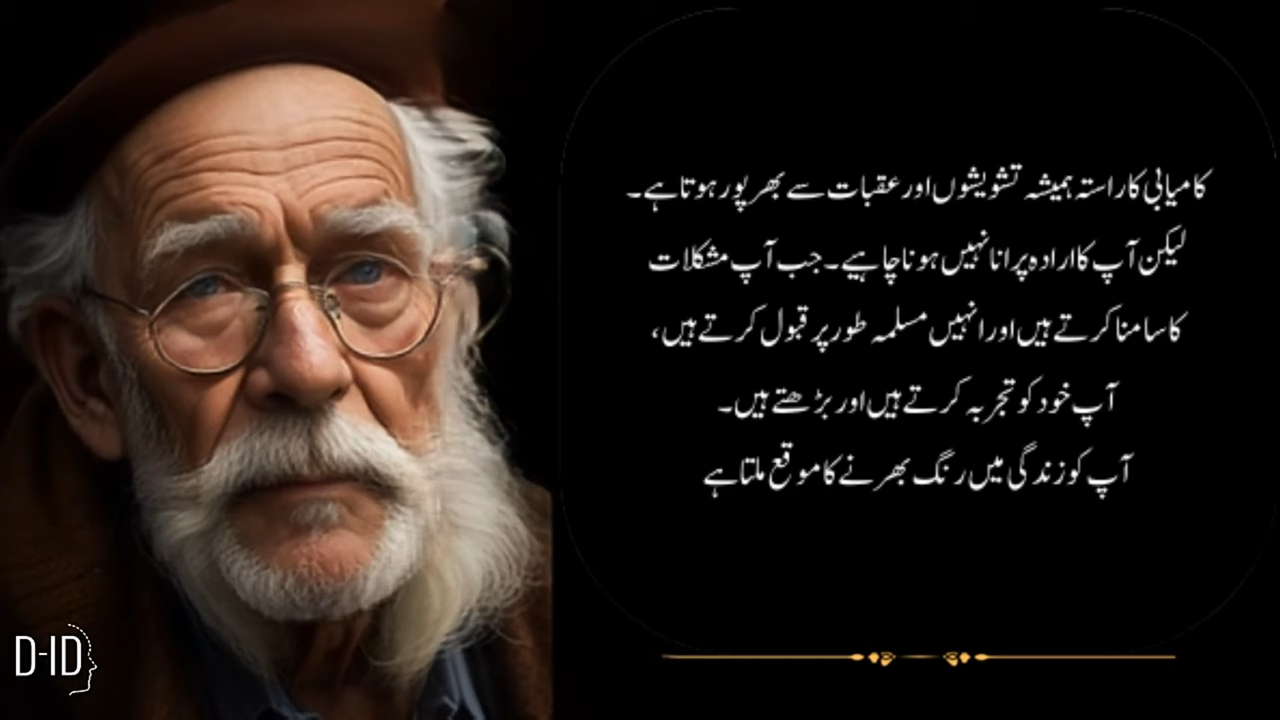 کامیابی کا راستہ ہمیشہ تشویشوں اور عقبات سے بھرپور ہوتا ہے۔
لیکن آپ کا ارادہ پرانا نہیں ہونا چاہیے۔ جب آپ مشکلات
کا سامنا کرتے ہیں اور انہیں مسلمہ طور پر قبول کرتے ہیں،
آپ خود کو تجربہ کرتے ہیں اور بڑھتے ہیں۔
آپ کو زندگی میں رنگ بھرنے کا موقع ملتا ہے
D-ID